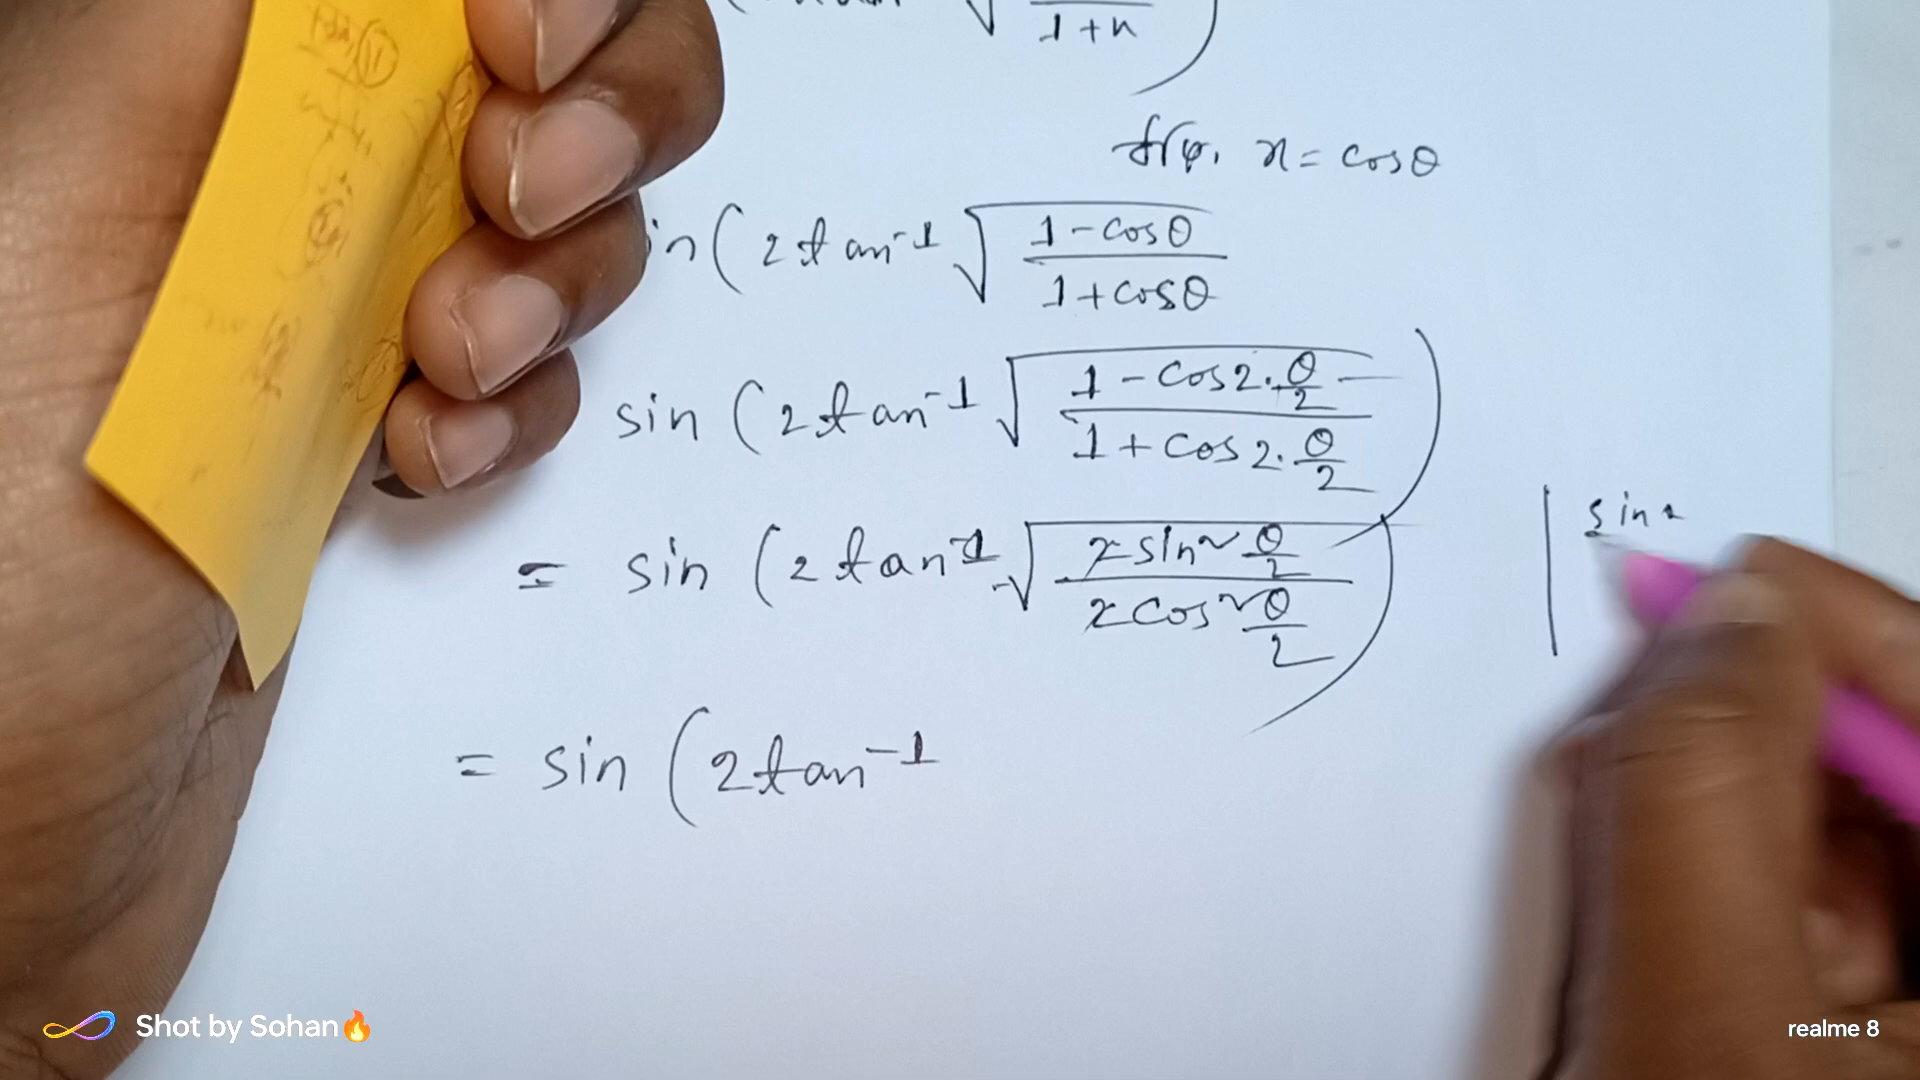 √ 1+x )
x = cosθ
in(2tan⁻¹ √ 1-cosθ / 1+cosθ
sin(2tan⁻¹ √ 1-cos2.θ/2 / 1+cos2.θ/2 )
= sin(2tan⁻¹ √ 2sin²θ/2 / 2cos²θ/2 )
sin
= sin(2tan⁻¹
Shot by Sohan🔥
realme 8